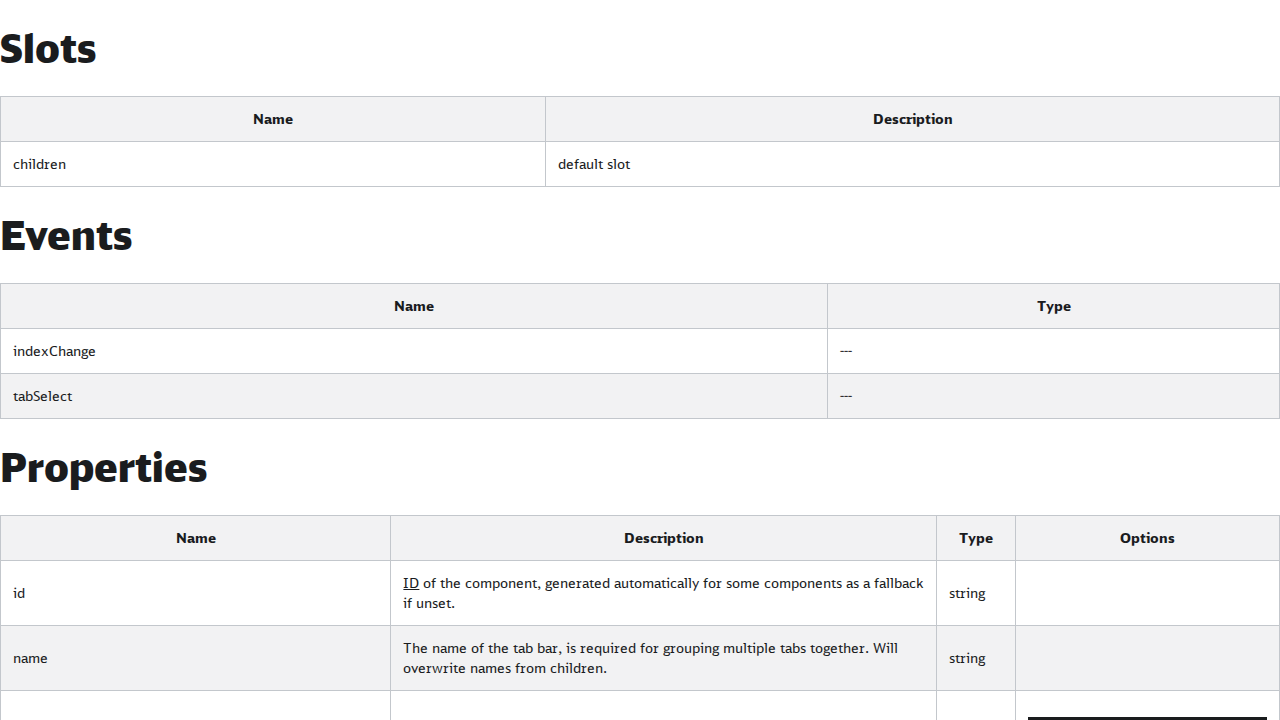 Slots
Name Description
children default slot
Events
Name Type
indexChange ---
tabSelect ---
Properties
Name Description Type Options
id ID of the component, generated automatically for some components as a fallback if unset. string
name The name of the tab bar, is required for grouping multiple tabs together. Will overwrite names from children. string